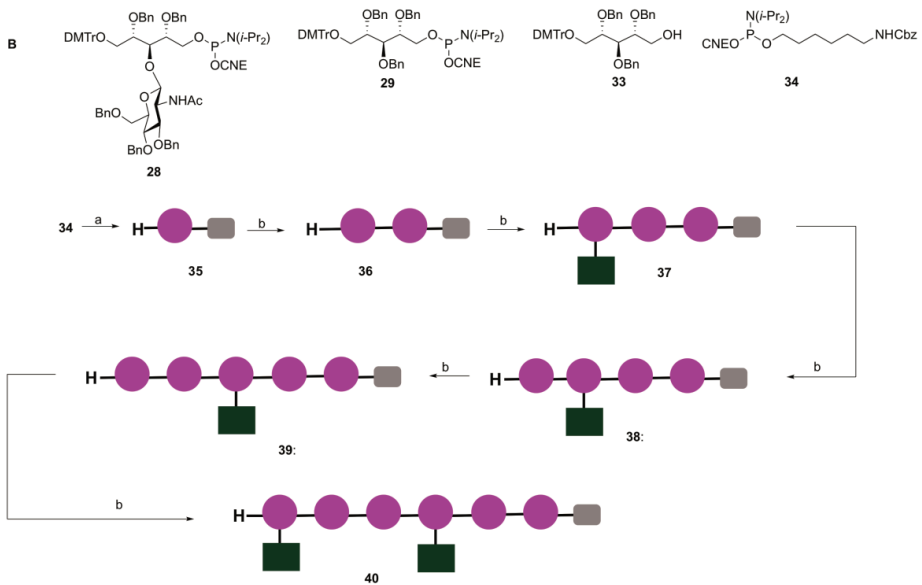 B
DMTrO OBn OBn OBn O P N(i-Pr₂) OCNE O O NHAc BnO BnO OBn
28
DMTrO OBn OBn OBn O P N(i-Pr₂) OCNE
29
DMTrO OBn OBn OBn OH
33
N(i-Pr₂) CNEO P O NHCbz
34
34 a H
35
b H
36
b H
37
b H
38:
b H
39:
b H
40